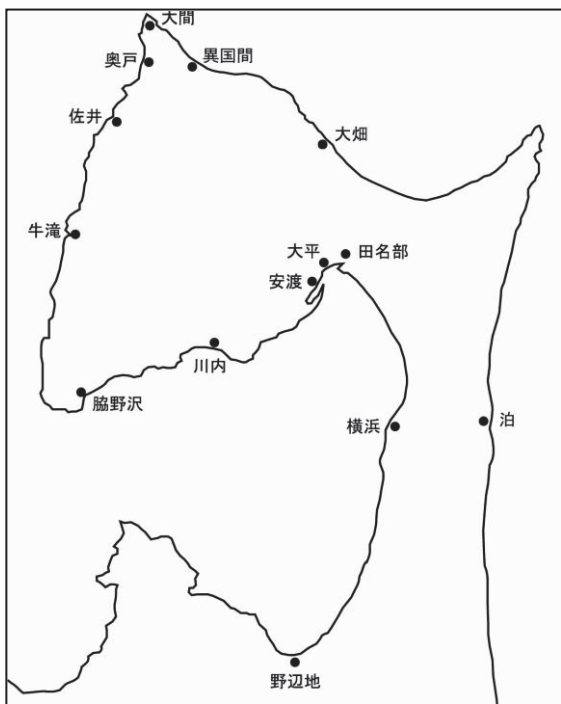 大間
奥戸
異国間
佐井
大畑
牛滝
大平
田名部
安渡
川内
脇野沢
横浜
泊
野辺地